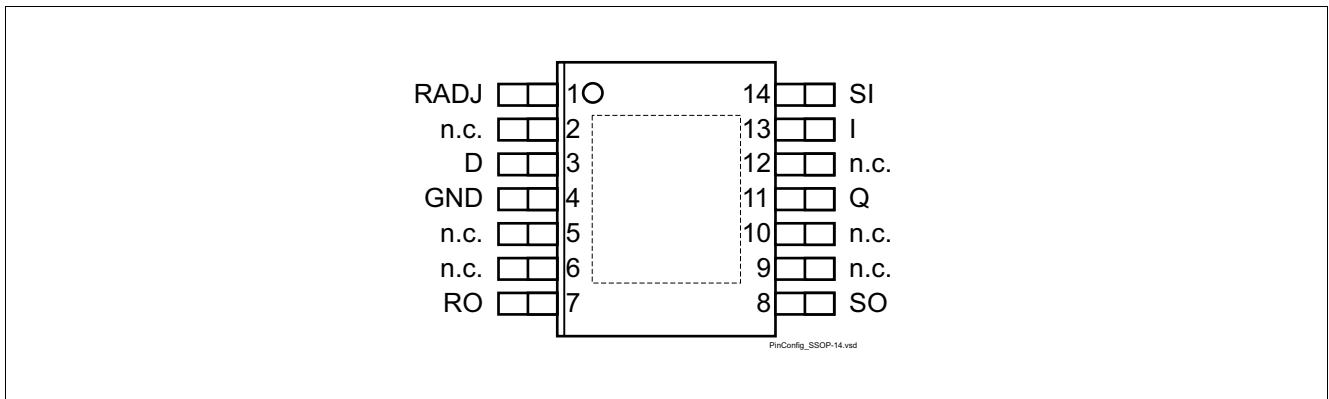 RADJ 1 14 SI
n.c. 2 13 I
D 3 12 n.c.
GND 4 11 Q
n.c. 5 10 n.c.
n.c. 6 9 n.c.
RO 7 8 SO
PinConfig_SSOP-14.vsd